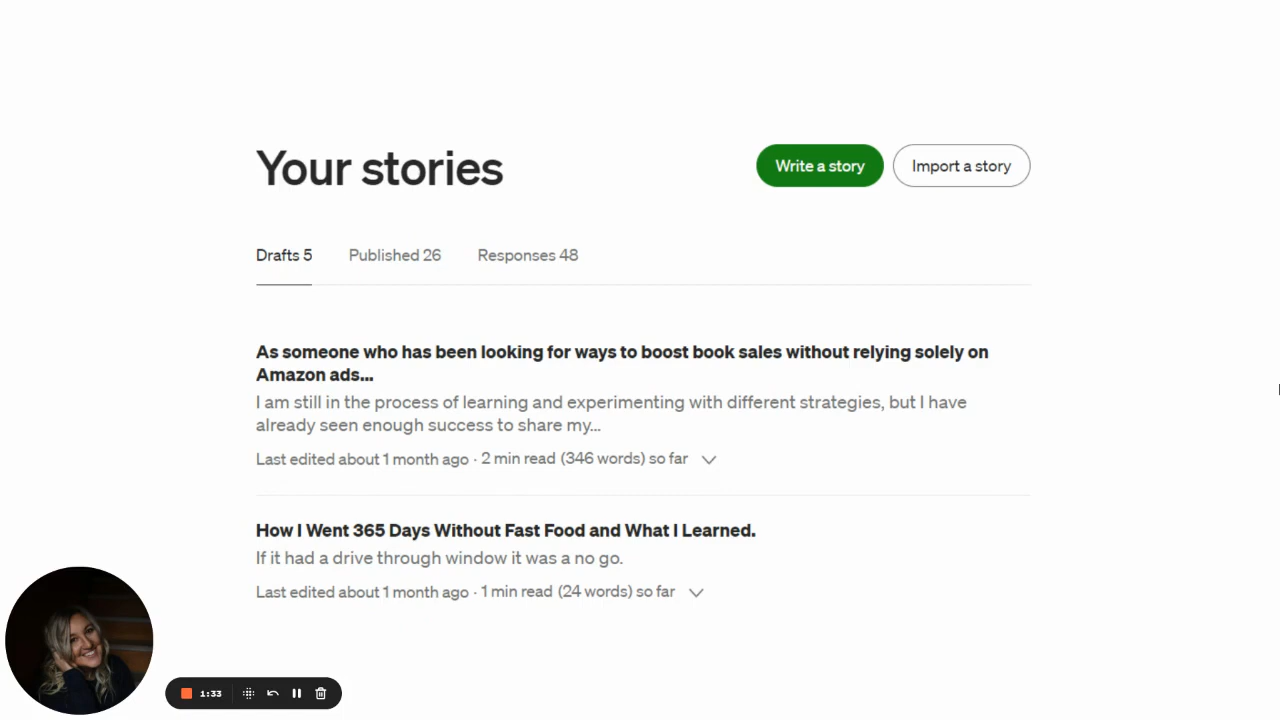 Your stories
Write a story
Import a story
Drafts 5
Published 26
Responses 48
As someone who has been looking for ways to boost book sales without relying solely on
Amazon ads...
I am still in the process of learning and experimenting with different strategies, but I have
already seen enough success to share my...
Last edited about 1 month ago · 2 min read (346 words) so far
How I Went 365 Days Without Fast Food and What I Learned.
If it had a drive through window it was a no go.
Last edited about 1 month ago · 1 min read (24 words) so far
1:33